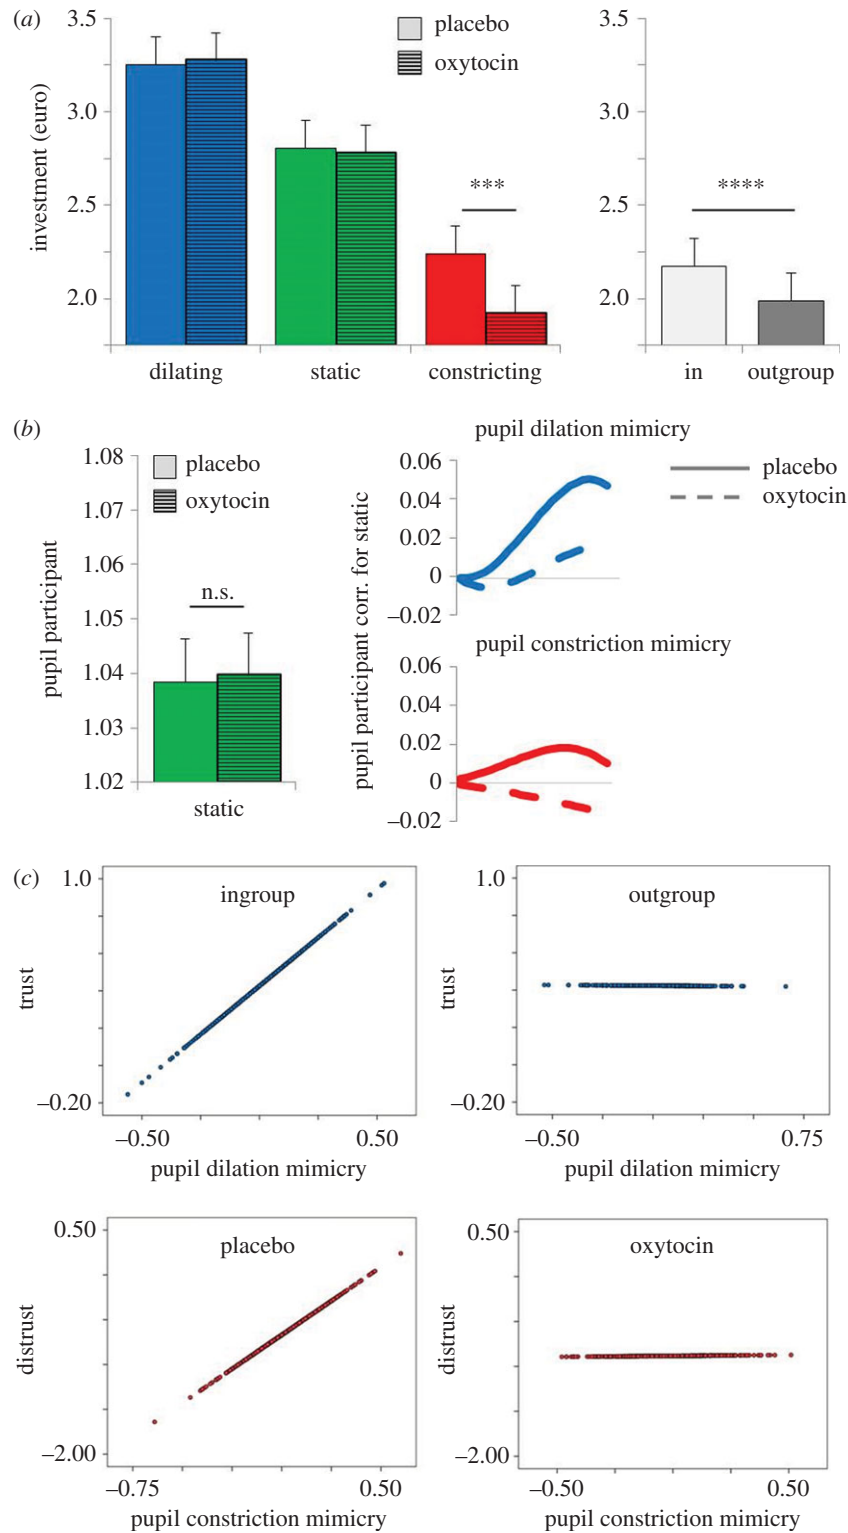 (a)
3.5
3.0
2.5
2.0
investment (euro)
placebo
oxytocin
***
dilating
static
constricting
3.5
3.0
2.5
2.0
****
in
outgroup
(b)
1.08
1.07
1.06
1.05
1.04
1.03
1.02
pupil participant
placebo
oxytocin
n.s.
static
pupil dilation mimicry
0.06
0.04
0.02
0
–0.02
pupil participant corr. for static
placebo
oxytocin
pupil constriction mimicry
0.06
0.04
0.02
0
–0.02
(c)
1.0
–0.20
trust
ingroup
–0.50
0.50
pupil dilation mimicry
1.0
–0.20
trust
outgroup
–0.50
0.75
pupil dilation mimicry
0.50
–2.00
distrust
placebo
–0.75
0.50
pupil constriction mimicry
0.50
–2.00
distrust
oxytocin
–0.50
0.50
pupil constriction mimicry